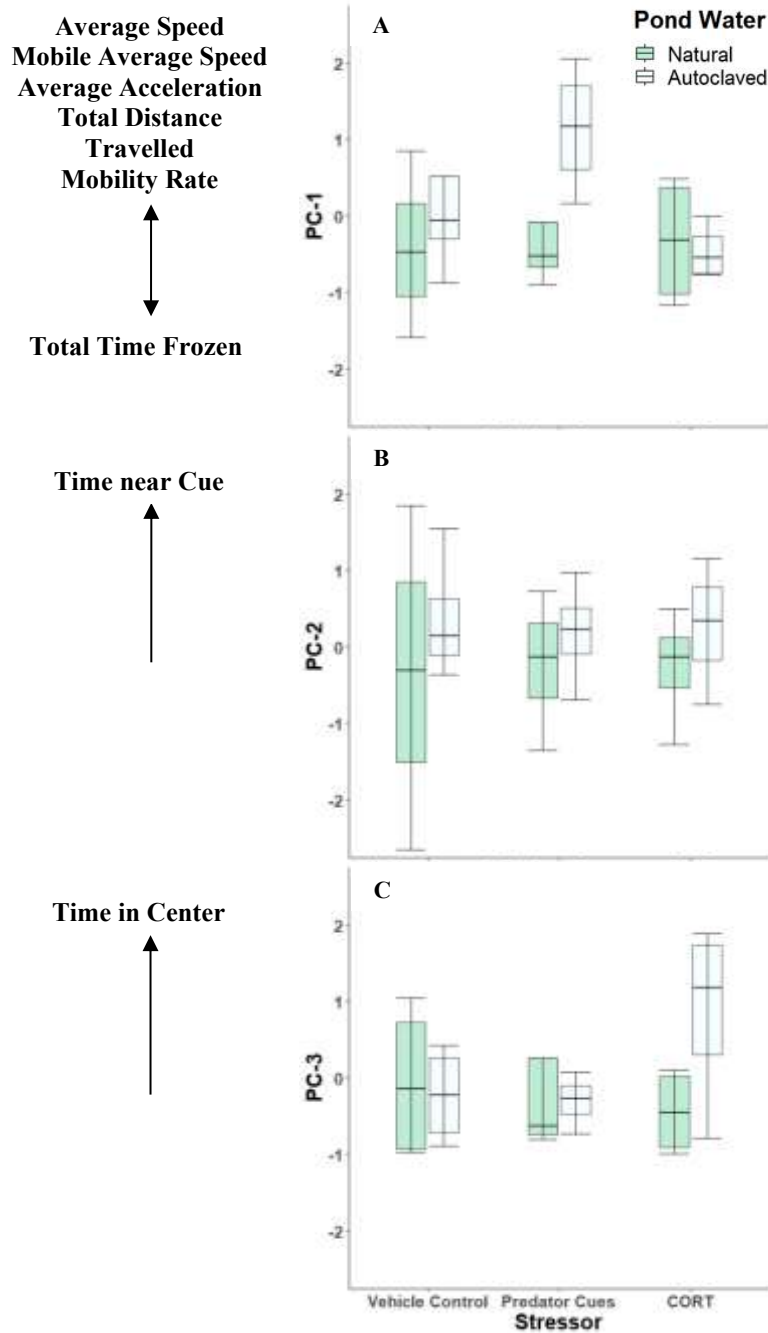 Average Speed
Mobile Average Speed
Average Acceleration
Total Distance
Travelled
Mobility Rate
Total Time Frozen
A
Pond Water
Natural
Autoclaved
2
1
0
-1
-2
PC-1
Time near Cue
B
2
1
0
-1
-2
PC-2
Time in Center
C
2
1
0
-1
-2
PC-3
Vehicle Control Predator Cues CORT
Stressor